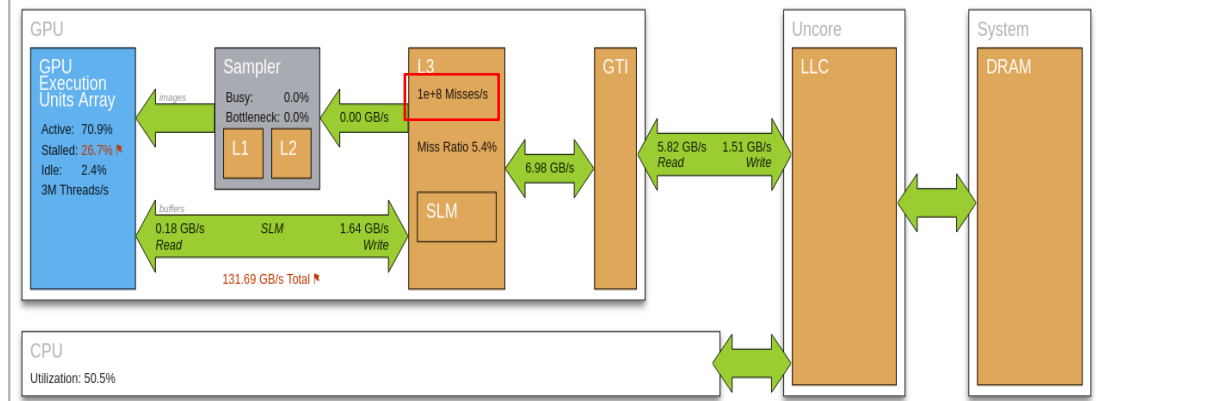 GPU
GPU
Execution
Units Array
Active: 70.9%
Stalled: 26.7%
Idle: 2.4%
3M Threads/s
images
Sampler
Busy: 0.0%
Bottleneck: 0.0%
L1 L2
0.00 GB/s
L3
1e+8 Misses/s
Miss Ratio 5.4%
SLM
buffers
0.18 GB/s SLM 1.64 GB/s
Read Write
131.69 GB/s Total
6.98 GB/s
GTI
5.82 GB/s 1.51 GB/s
Read Write
Uncore
LLC
System
DRAM
CPU
Utilization: 50.5%